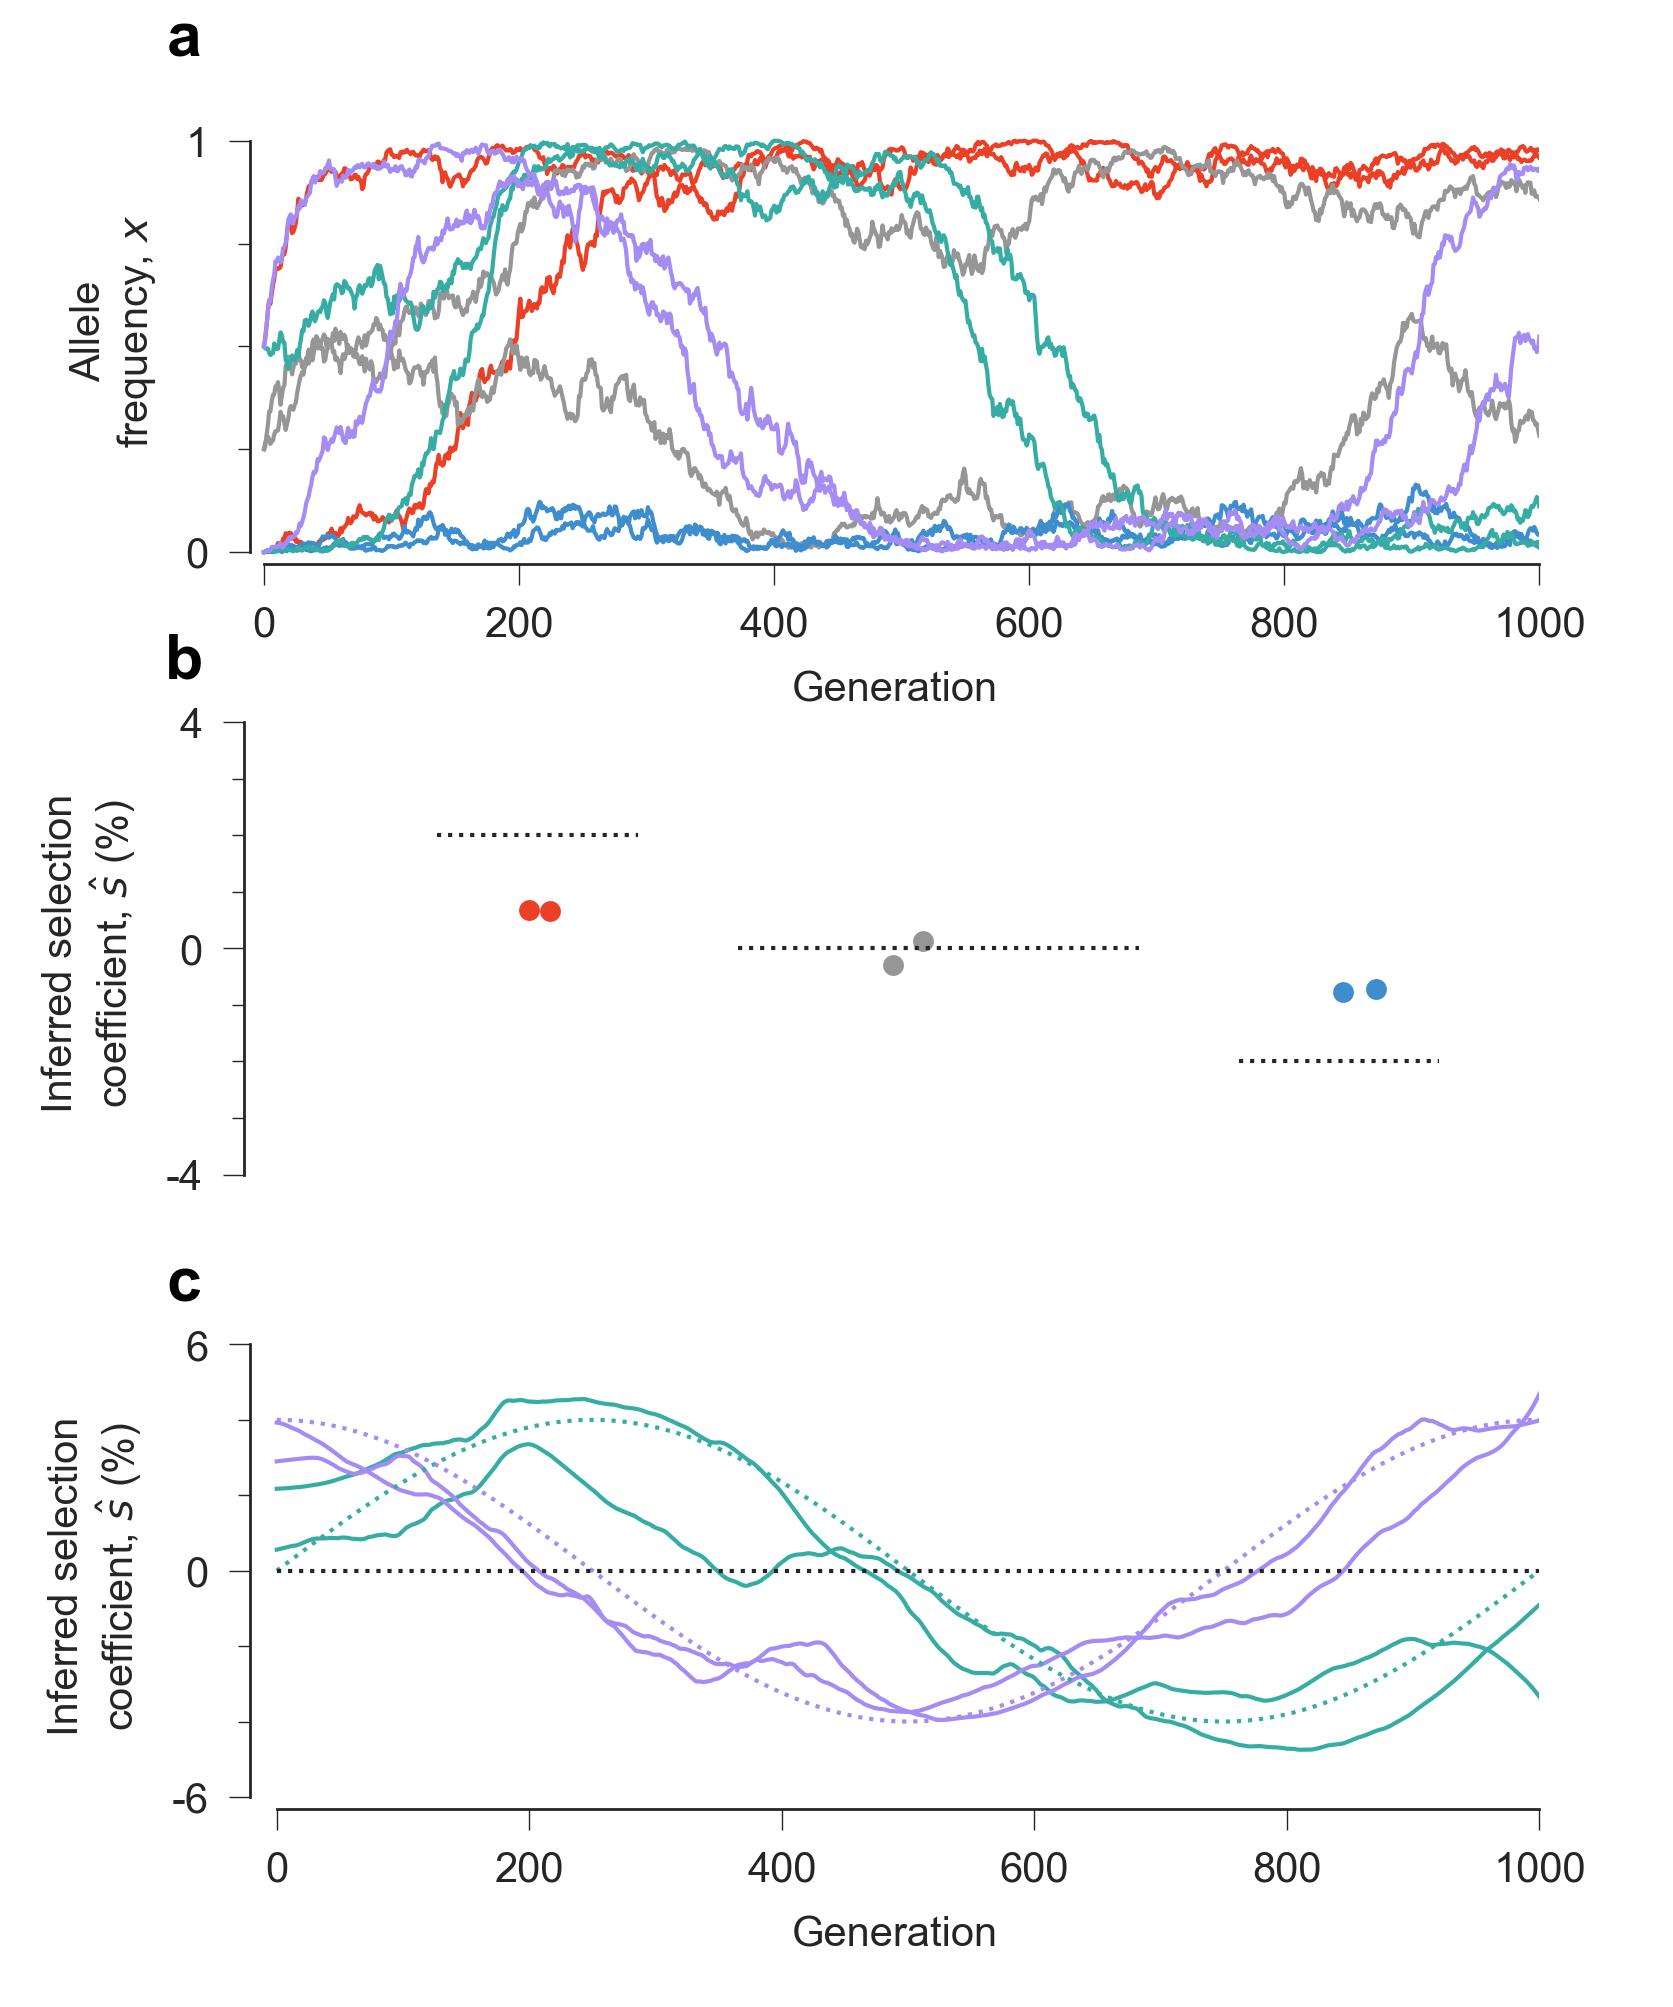 a
1
0
Allele
frequency, x
0 200 400 600 800 1000
Generation
b
4
0
-4
Inferred selection
coefficient, ŝ (%)
c
6
0
-6
Inferred selection
coefficient, ŝ (%)
0 200 400 600 800 1000
Generation